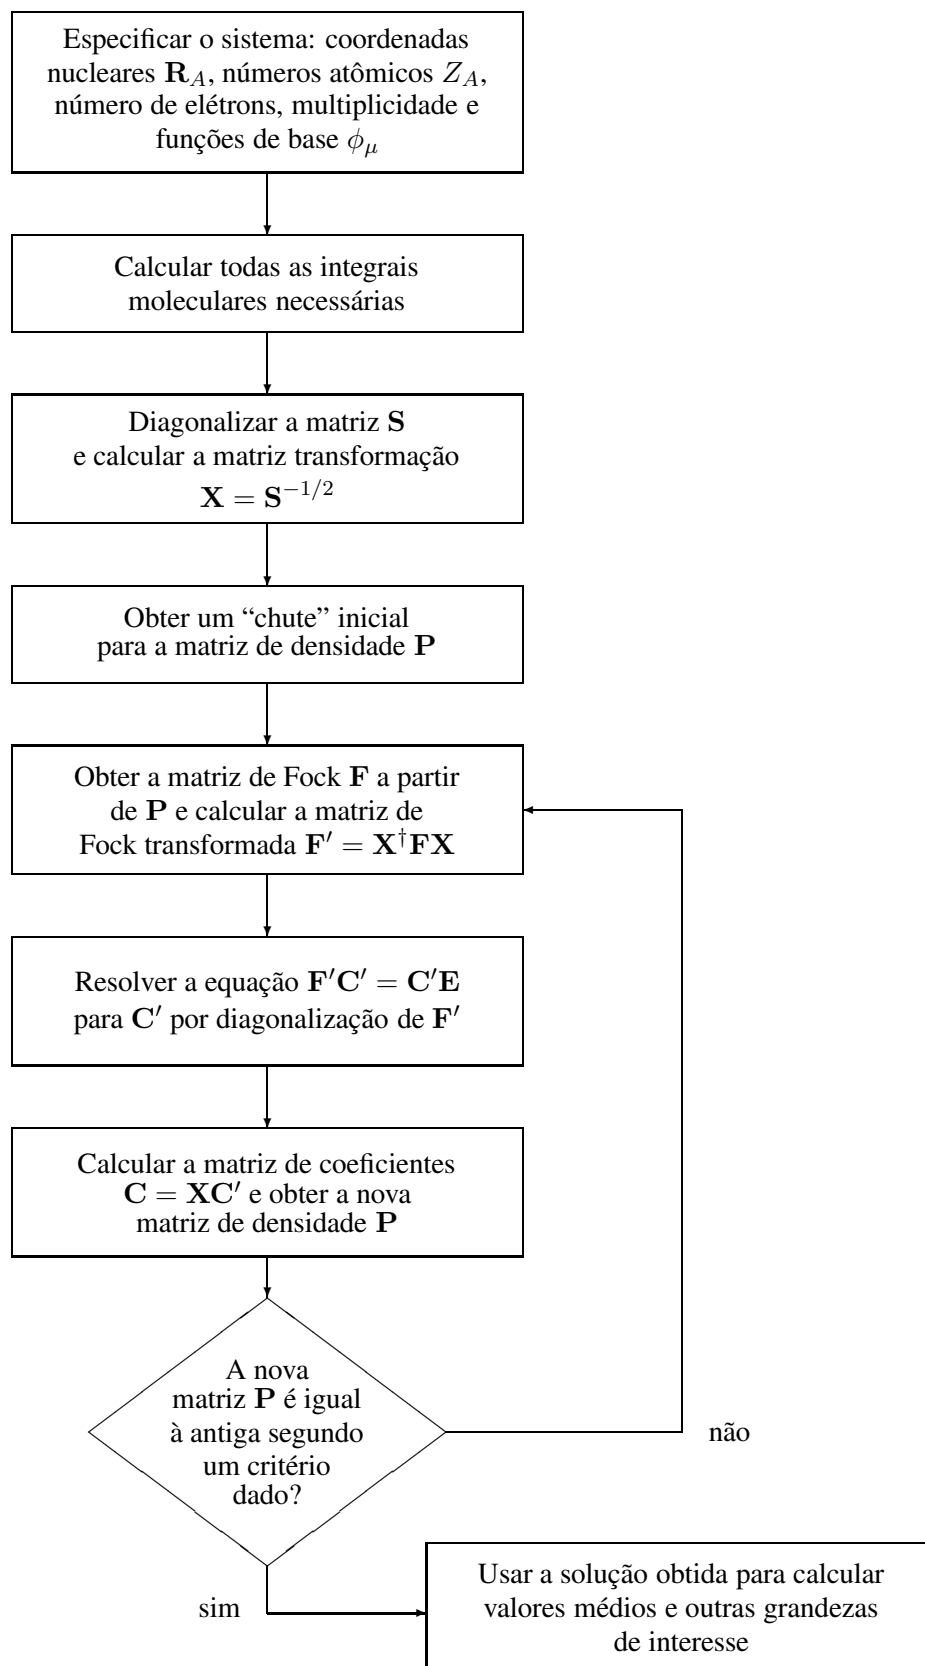 Especificar o sistema: coordenadas
nucleares R_A, números atômicos Z_A,
número de elétrons, multiplicidade e
funções de base ϕ_μ
Calcular todas as integrais
moleculares necessárias
Diagonalizar a matriz S
e calcular a matriz transformação
X = S^{−1/2}
Obter um “chute” inicial
para a matriz de densidade P
Obter a matriz de Fock F a partir
de P e calcular a matriz de
Fock transformada F′ = X†FX
Resolver a equação F′C′ = C′E
para C′ por diagonalização de F′
Calcular a matriz de coeficientes
C = XC′ e obter a nova
matriz de densidade P
A nova
matriz P é igual
à antiga segundo
um critério
dado?
não
sim
Usar a solução obtida para calcular
valores médios e outras grandezas
de interesse